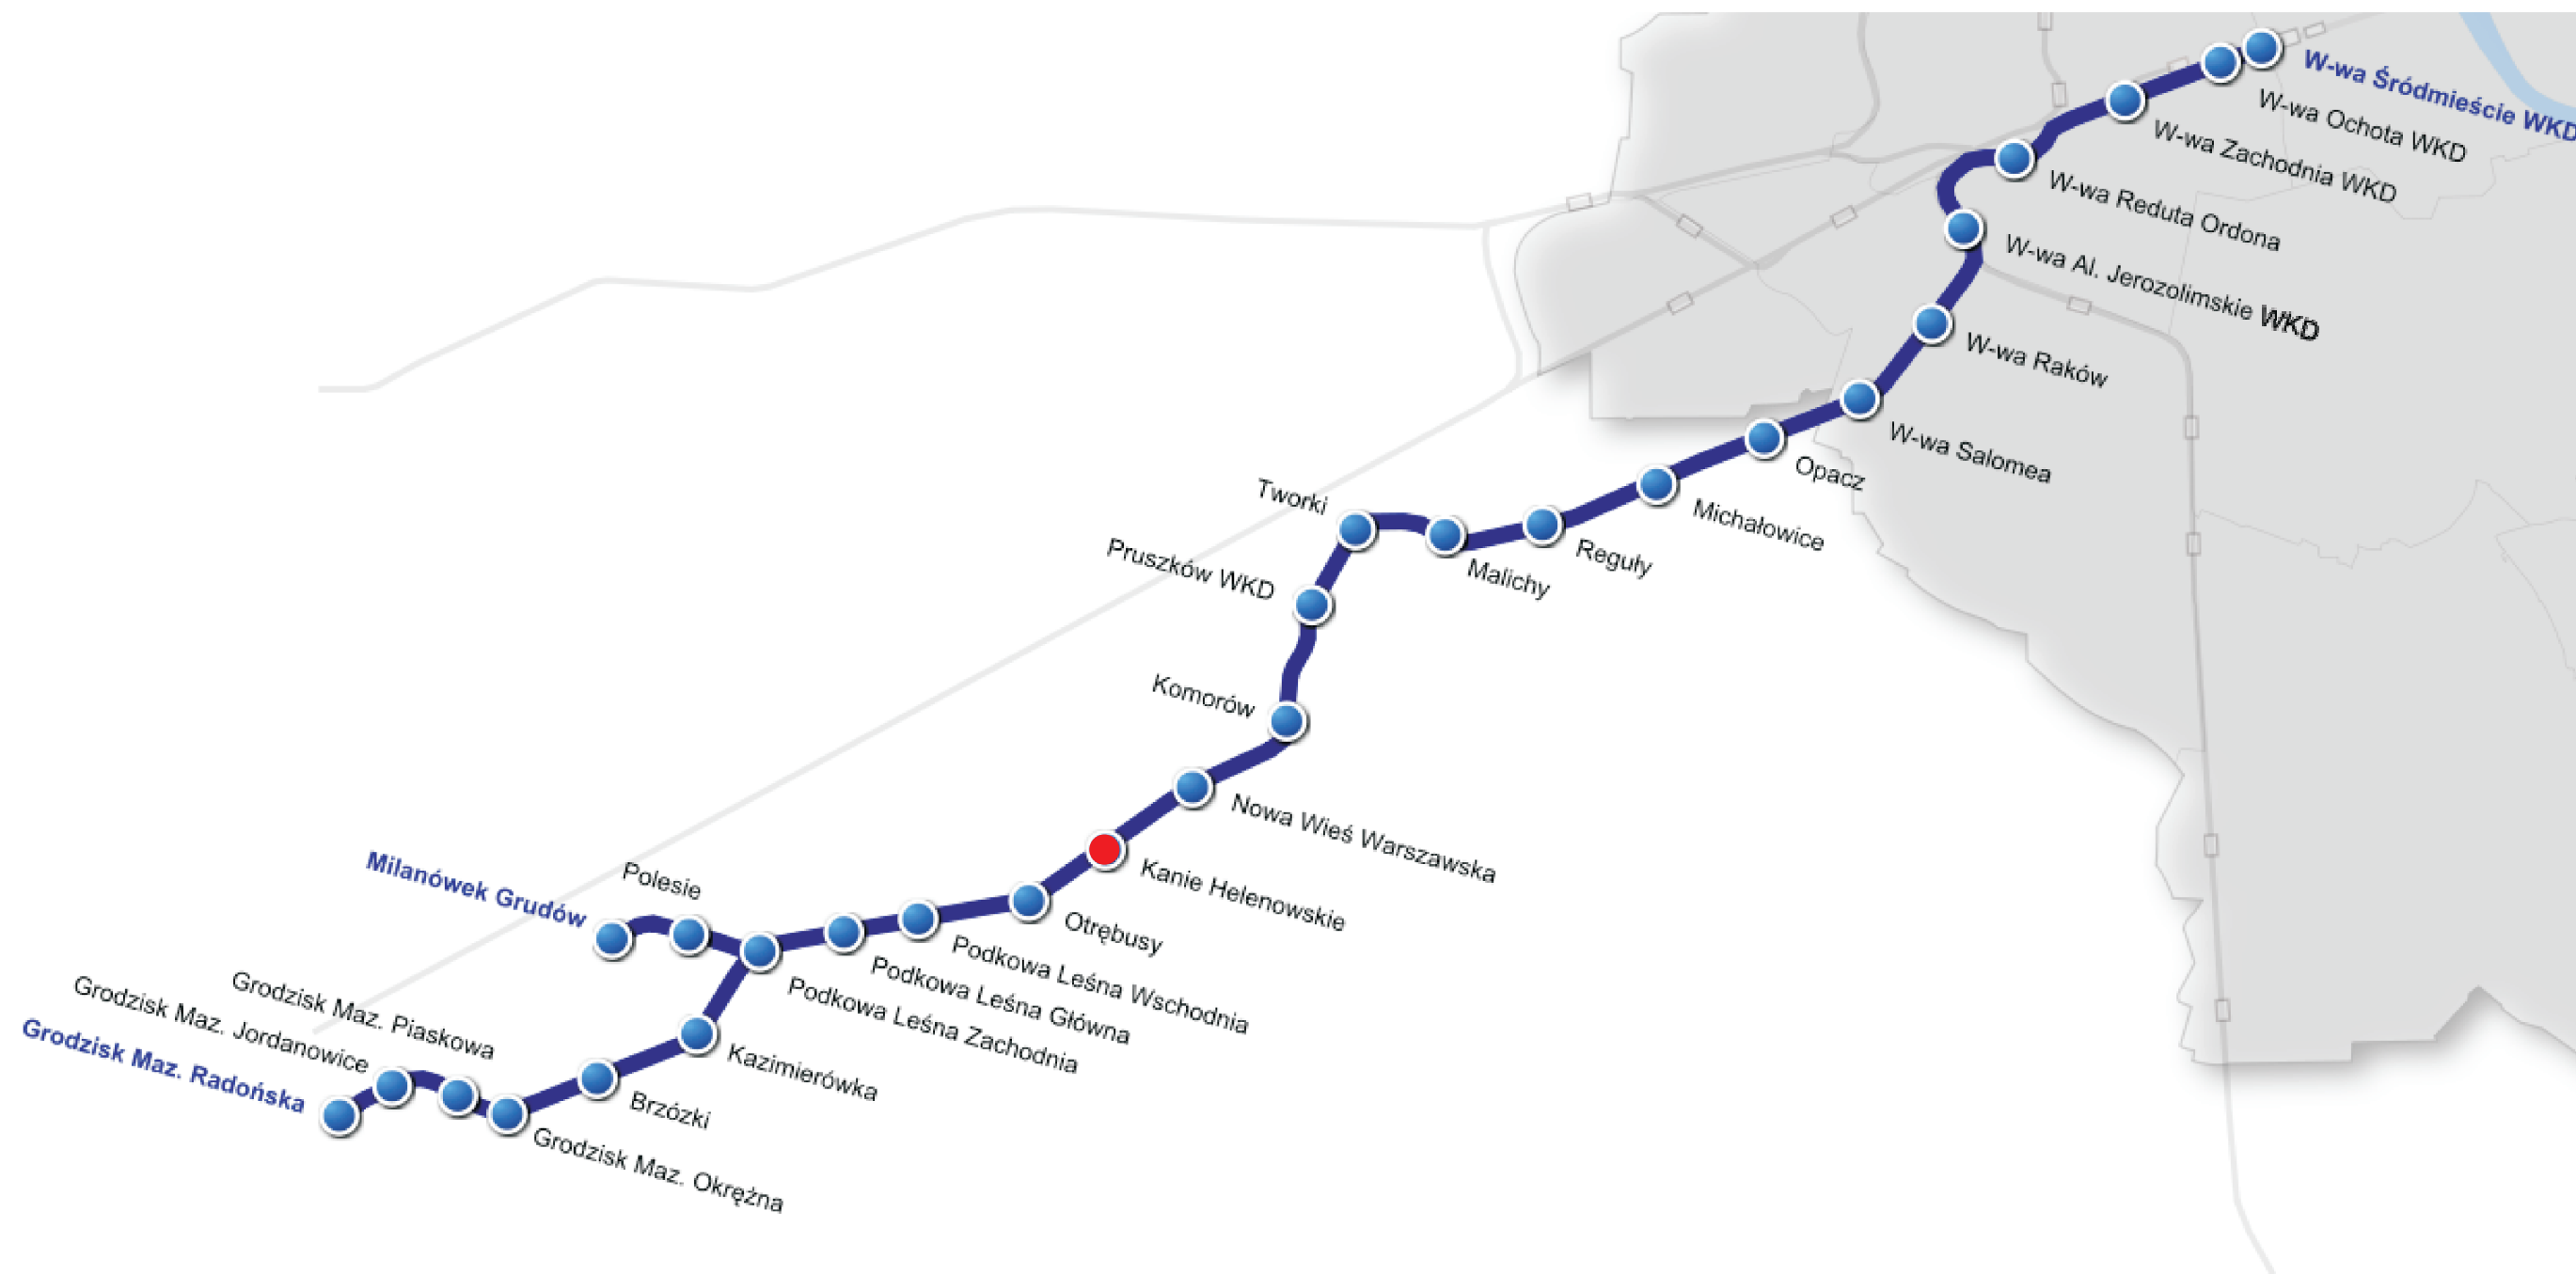 W-wa Śródmieście WKD
W-wa Ochota WKD
W-wa Zachodnia WKD
W-wa Reduta Ordona
W-wa Al. Jerozolimskie WKD
W-wa Raków
W-wa Salomea
Opacz
Michałowice
Reguły
Malichy
Tworki
Pruszków WKD
Komorów
Nowa Wieś Warszawska
Kanie Helenowskie
Otrębusy
Podkowa Leśna Wschodnia
Podkowa Leśna Główna
Podkowa Leśna Zachodnia
Polesie
Milanówek Grudów
Kazimierówka
Brzózki
Grodzisk Maz. Okrężna
Grodzisk Maz. Piaskowa
Grodzisk Maz. Jordanowice
Grodzisk Maz. Radońska